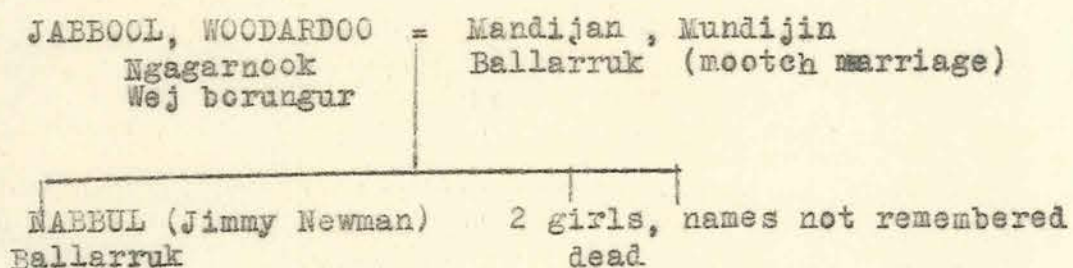 JABBOOL, WOODARDOO = Mandijan , Mundijin
Ngagarnook Ballarruk (mootch marriage)
Wej borungur
NABBUL (Jimmy Newman) 2 girls, names not remembered
Ballarruk dead